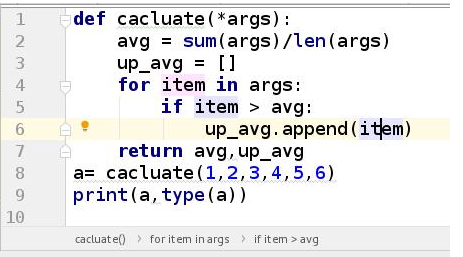 1 def cacluate(*args):
2     avg = sum(args)/len(args)
3     up_avg = []
4     for item in args:
5         if item > avg:
6             up_avg.append(item)
7     return avg,up_avg
8 a= cacluate(1,2,3,4,5,6)
9 print(a,type(a))
10
cacluate() > for item in args > if item > avg